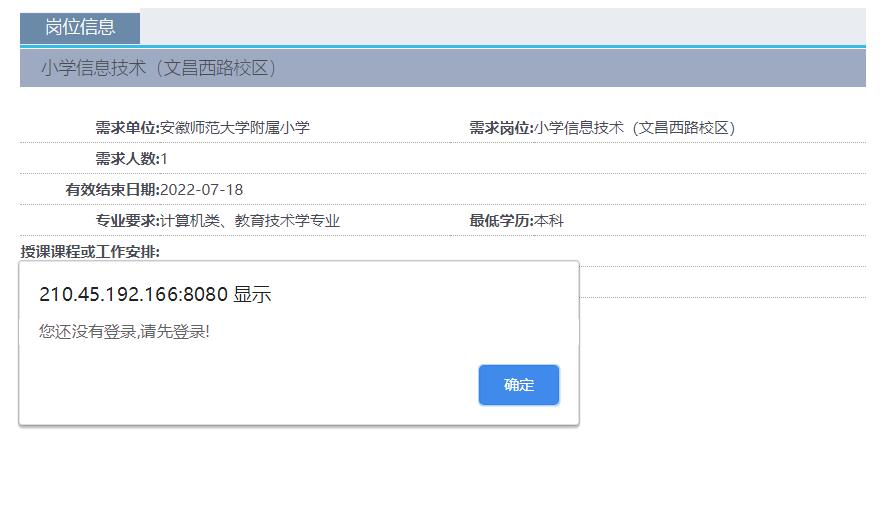 岗位信息
小学信息技术（文昌西路校区）
需求单位:安徽师范大学附属小学 需求岗位:小学信息技术（文昌西路校区）
需求人数:1
有效结束日期:2022-07-18
专业要求:计算机类、教育技术学专业 最低学历:本科
授课课程或工作安排:
210.45.192.166:8080 显示
您还没有登录,请先登录!
确定